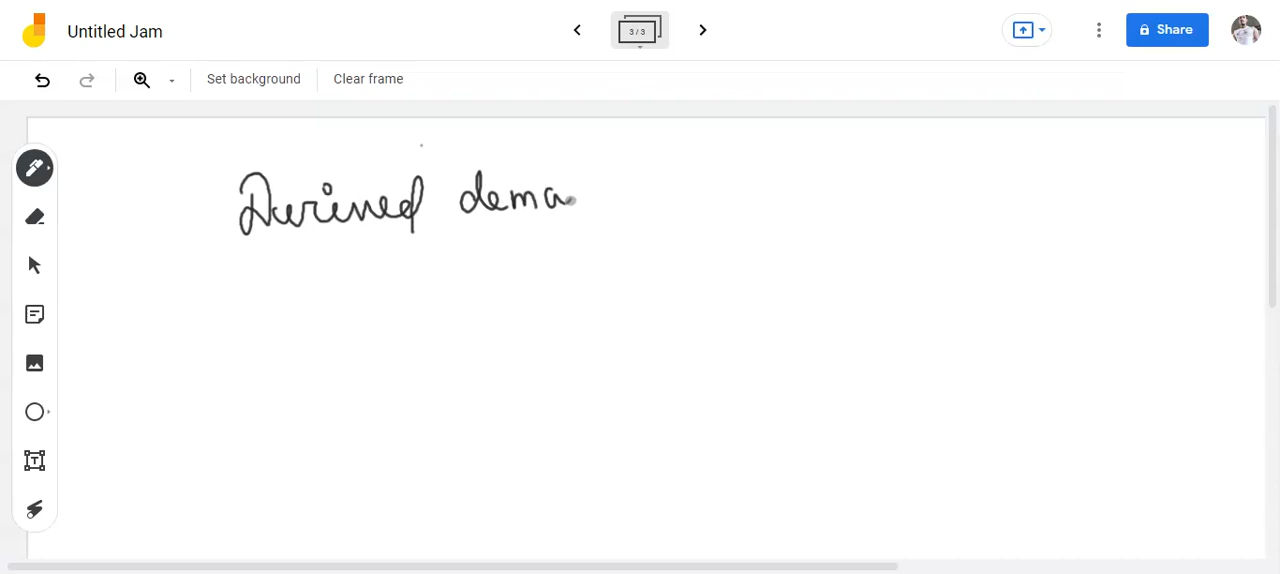 Untitled Jam
3 / 3
Share
Set background
Clear frame
Derived dema